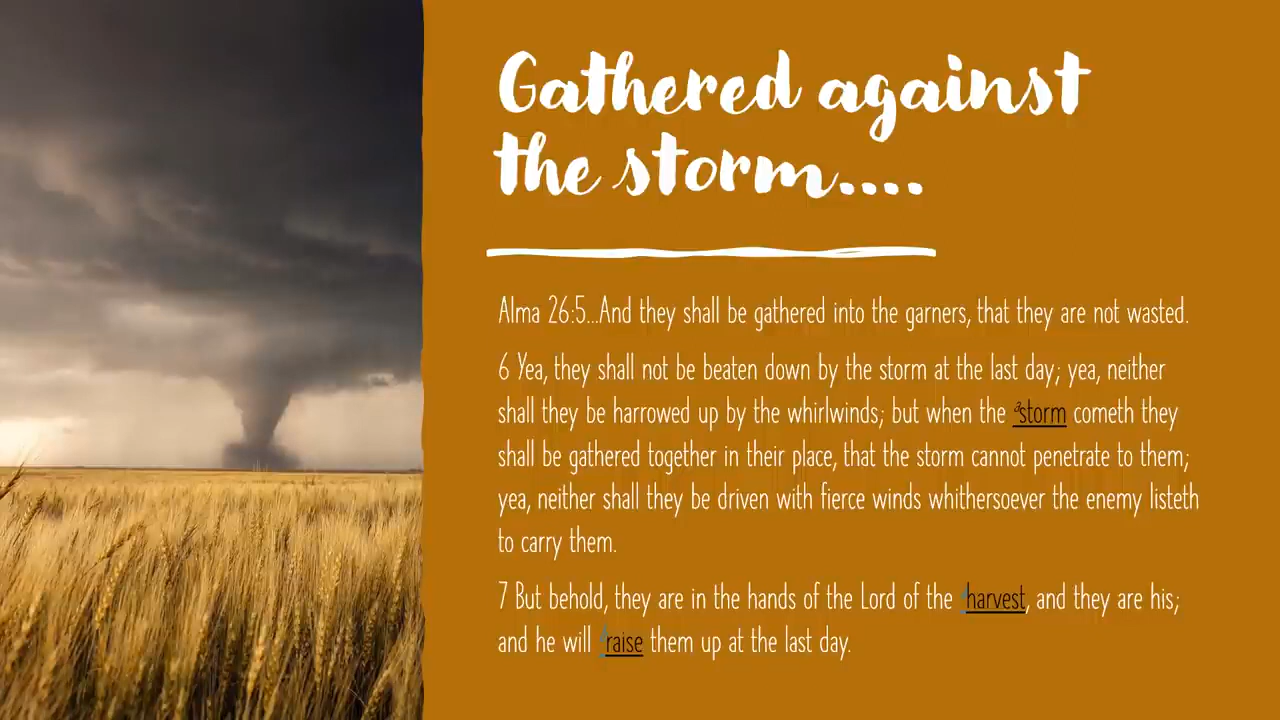 Gathered against
the storm....
Alma 26:5...And they shall be gathered into the garners, that they are not wasted.
6 Yea, they shall not be beaten down by the storm at the last day; yea, neither
shall they be harrowed up by the whirlwinds; but when the astorm cometh they
shall be gathered together in their place, that the storm cannot penetrate to them;
yea, neither shall they be driven with fierce winds whithersoever the enemy listeth
to carry them.
7 But behold, they are in the hands of the Lord of the harvest, and they are his;
and he will raise them up at the last day.